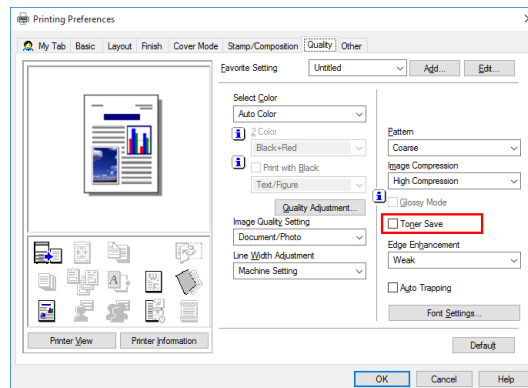 Printing Preferences
My Tab Basic Layout Finish Cover Mode Stamp/Composition Quality Other
Favorite Setting Untitled Add... Edit...
Select Color
Auto Color
2 Color
Black+Red
Print with Black
Text/Figure
Quality Adjustment...
Image Quality Setting
Document/Photo
Line Width Adjustment
Machine Setting
Pattern
Coarse
Image Compression
High Compression
Glossy Mode
Toner Save
Edge Enhancement
Weak
Auto Trapping
Font Settings...
Printer View Printer Information
Default
OK Cancel Help